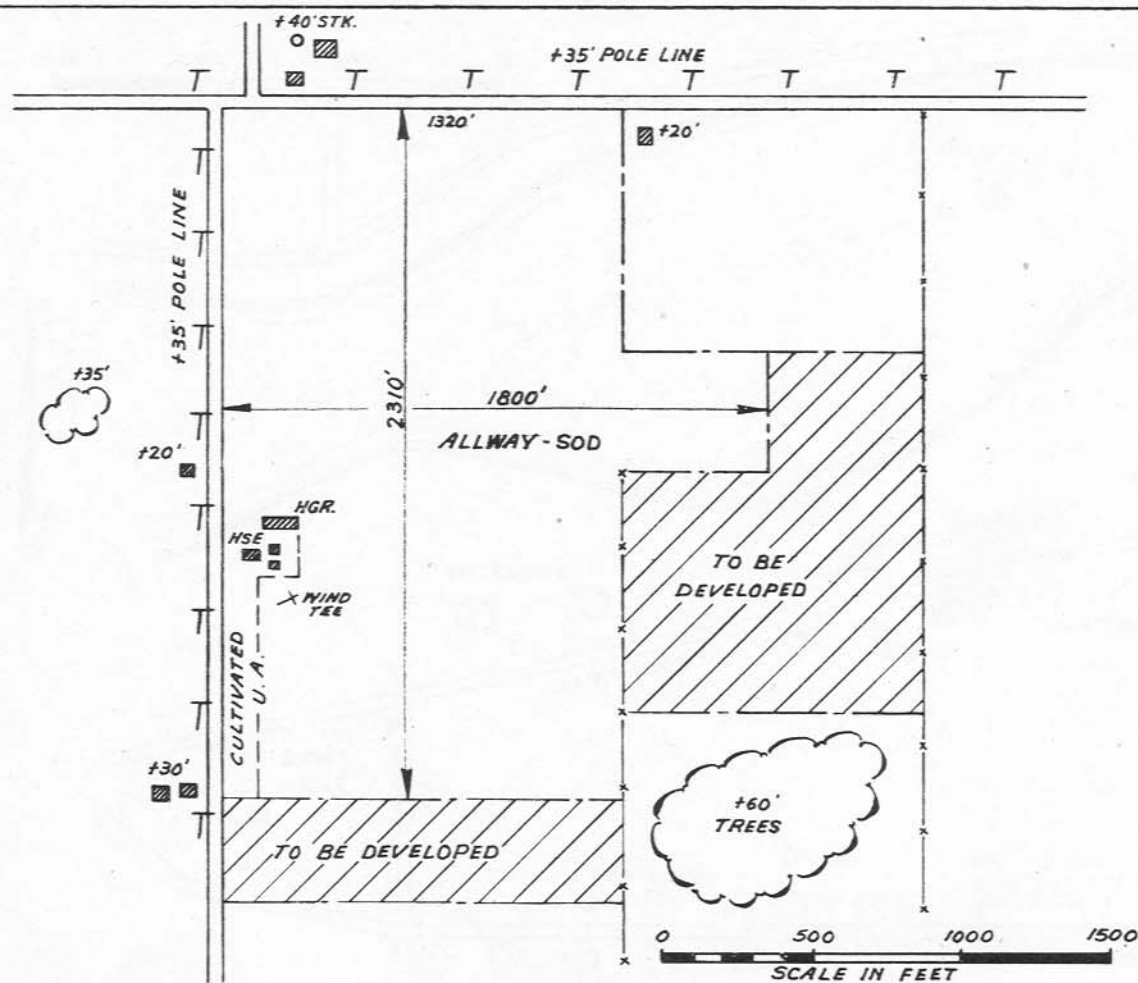 +40' STK.
+35' POLE LINE
1320'
+20'
+35' POLE LINE
+35'
2310'
1800'
ALLWAY - SOD
+20'
HGR.
HSE
WIND
TEE
TO BE
DEVELOPED
CULTIVATED
U.A.
+30'
+60'
TREES
TO BE DEVELOPED
0 500 1000 1500
SCALE IN FEET